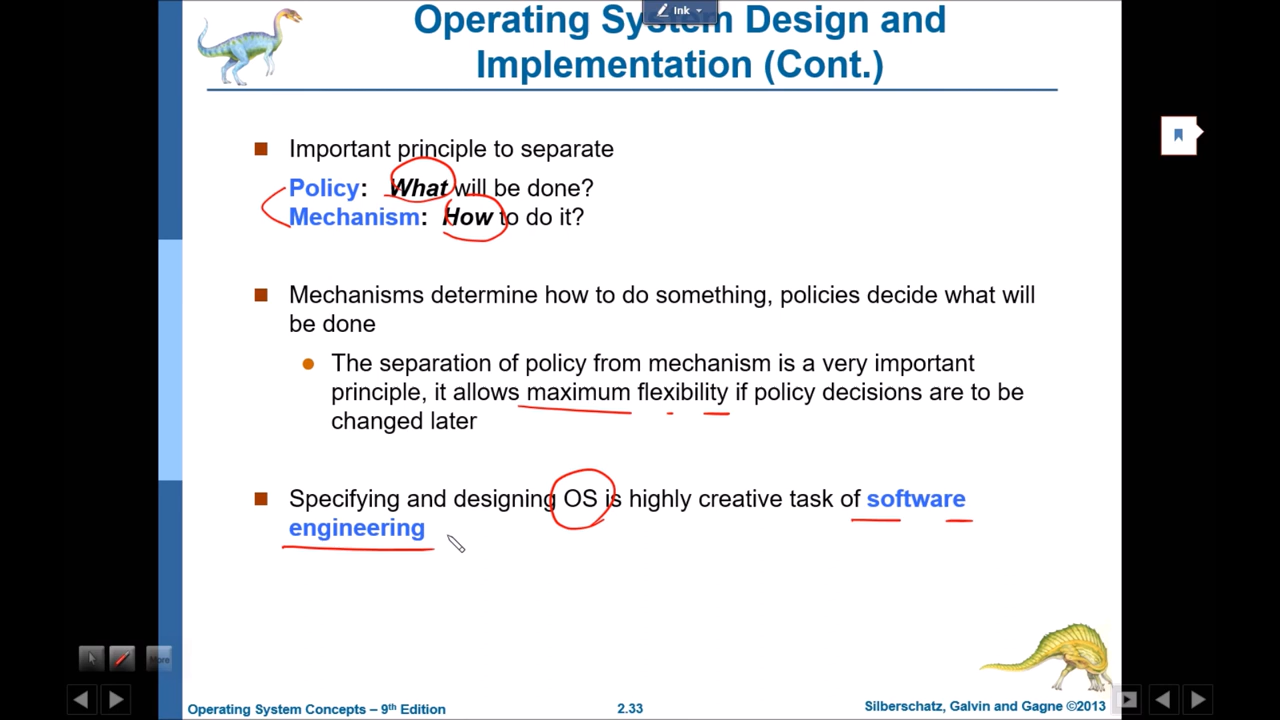 Ink
Operating System Design and
Implementation (Cont.)
Important principle to separate
Policy: What will be done?
Mechanism: How to do it?
Mechanisms determine how to do something, policies decide what will
be done
The separation of policy from mechanism is a very important
principle, it allows maximum flexibility if policy decisions are to be
changed later
Specifying and designing OS is highly creative task of software
engineering
More
Operating System Concepts – 9th Edition
2.33
Silberschatz, Galvin and Gagne ©2013